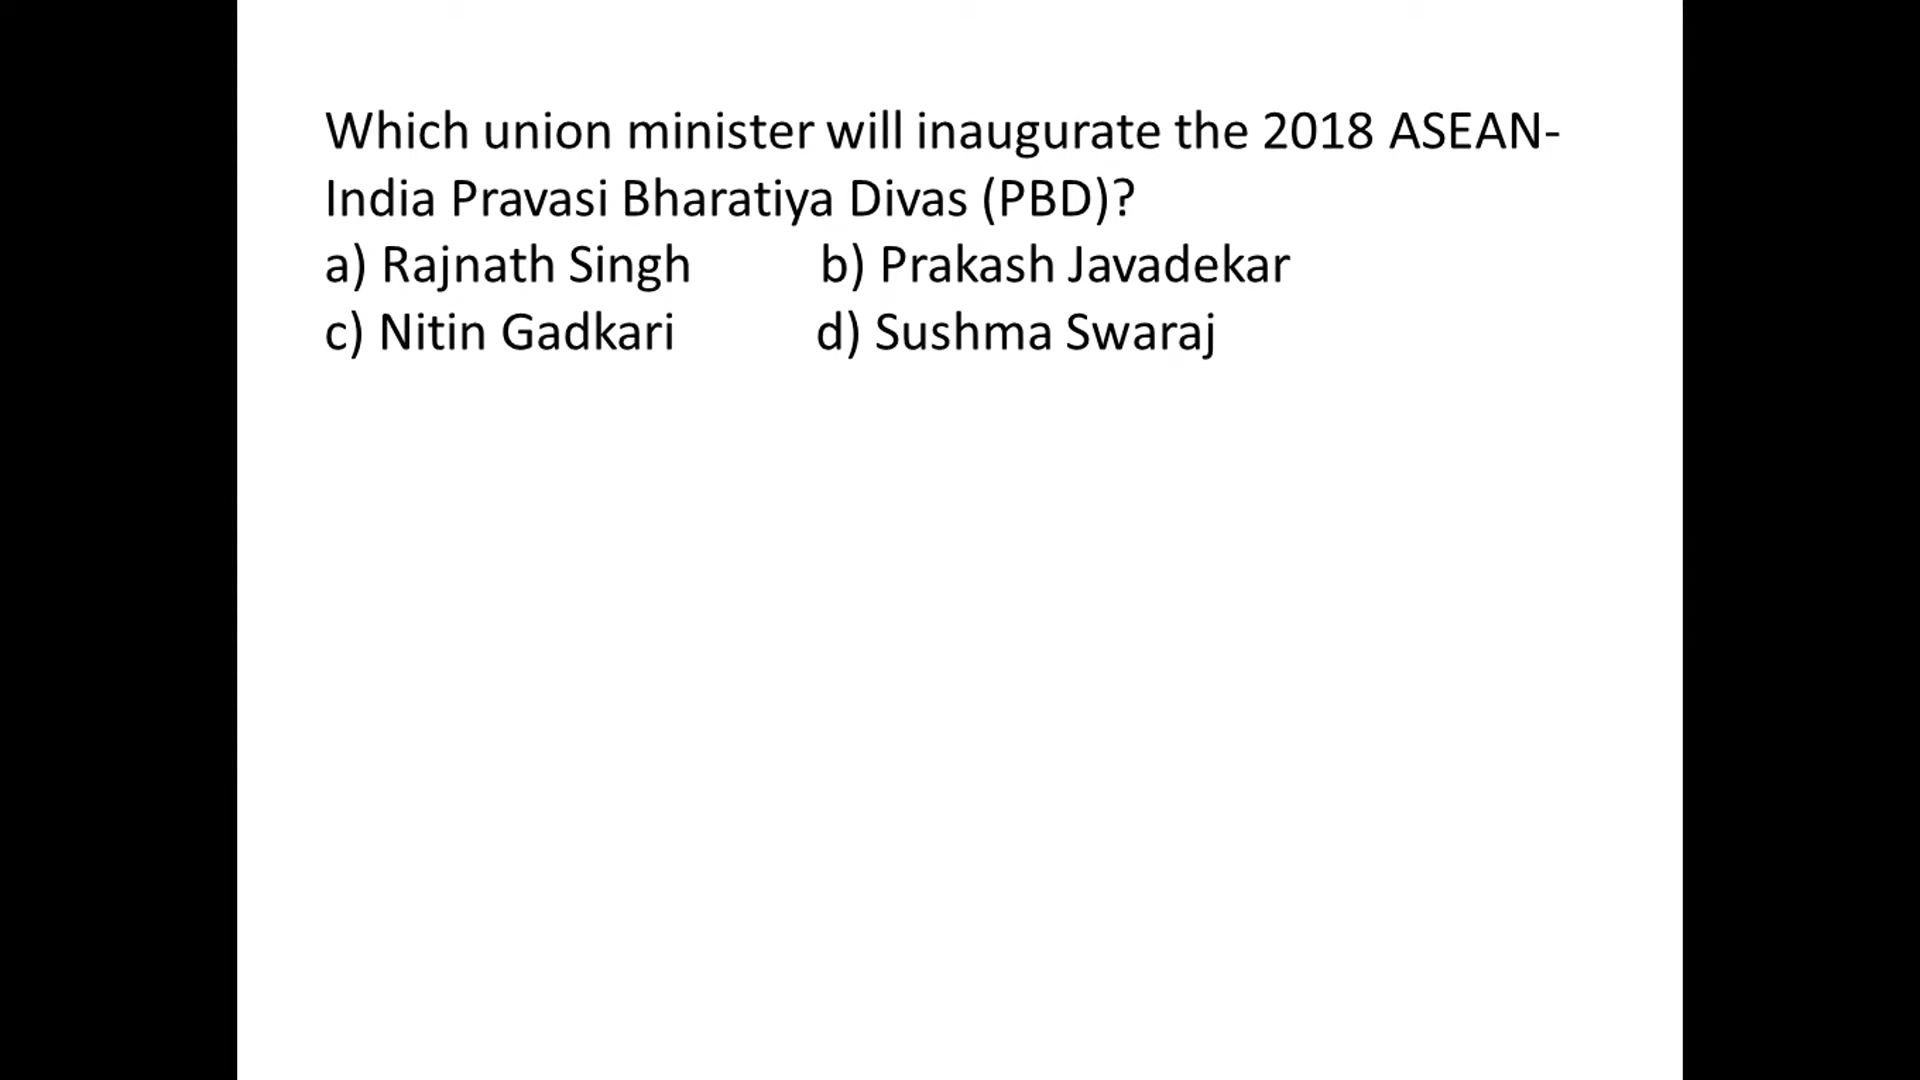 Which union minister will inaugurate the 2018 ASEAN-
India Pravasi Bharatiya Divas (PBD)?
a) Rajnath Singh b) Prakash Javadekar
c) Nitin Gadkari d) Sushma Swaraj